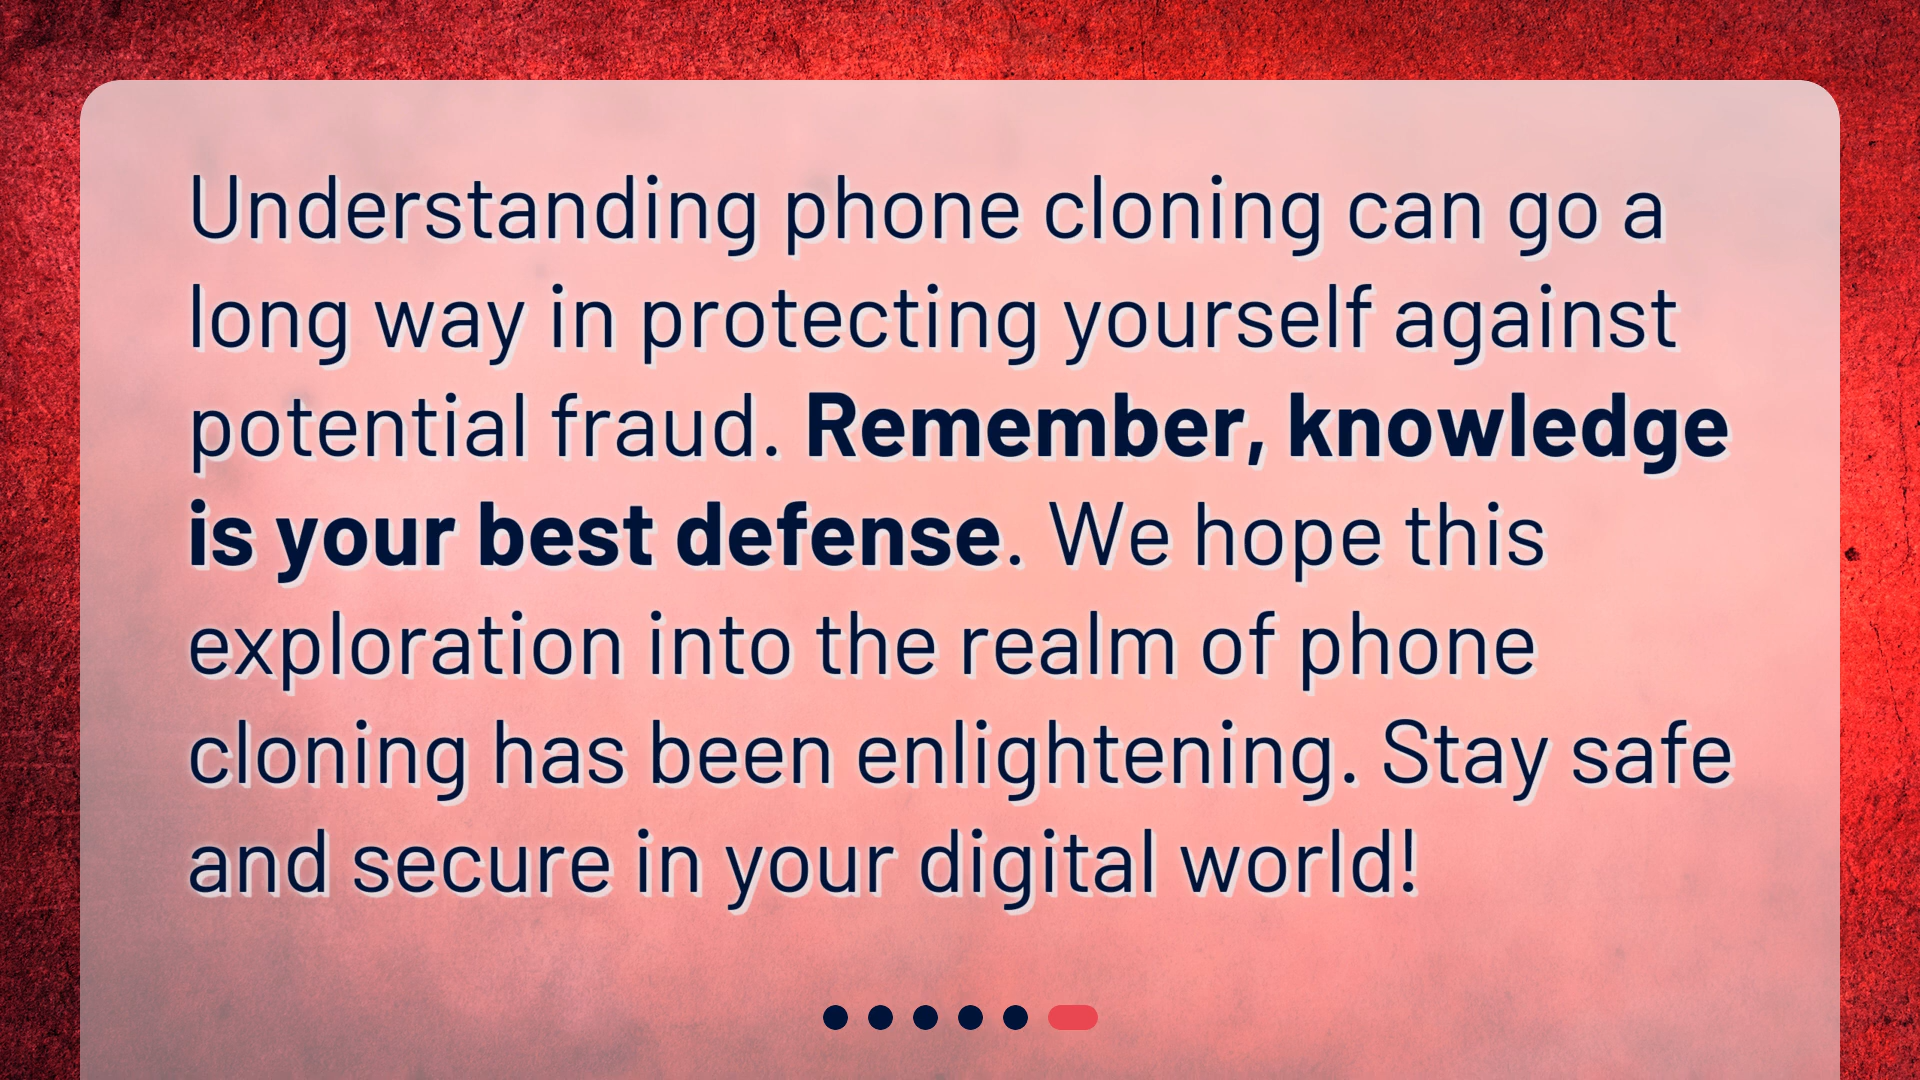 Understanding phone cloning can go a
long way in protecting yourself against
potential fraud. Remember, knowledge
is your best defense. We hope this
exploration into the realm of phone
cloning has been enlightening. Stay safe
and secure in your digital world!